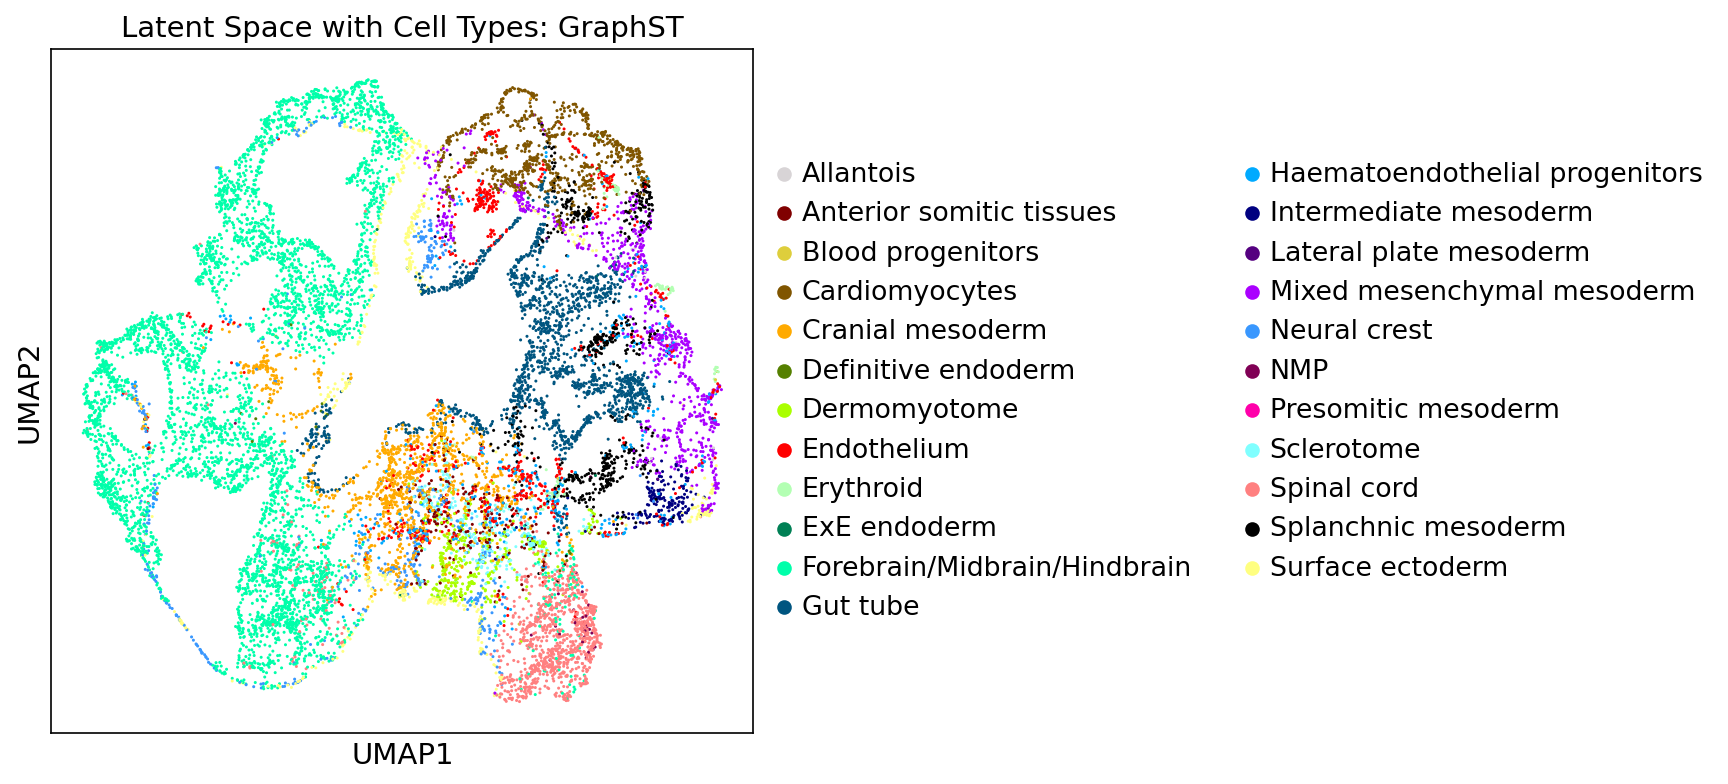 Latent Space with Cell Types: GraphST
UMAP2
UMAP1
Allantois
Anterior somitic tissues
Blood progenitors
Cardiomyocytes
Cranial mesoderm
Definitive endoderm
Dermomyotome
Endothelium
Erythroid
ExE endoderm
Forebrain/Midbrain/Hindbrain
Gut tube
Haematoendothelial progenitors
Intermediate mesoderm
Lateral plate mesoderm
Mixed mesenchymal mesoderm
Neural crest
NMP
Presomitic mesoderm
Sclerotome
Spinal cord
Splanchnic mesoderm
Surface ectoderm